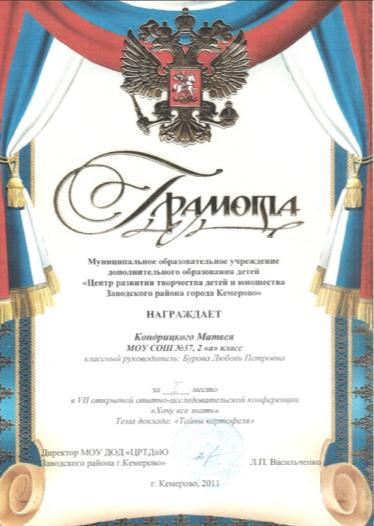 Грамота
Муниципальное образовательное учреждение
дополнительного образования детей
«Центр развития творчества детей и юношества
Заводского района города Кемерово»
НАГРАЖДАЕТ
Кондрицкого Матвея
МОУ СОШ №37, 2 «а» класс
классный руководитель: Бурова Любовь Петровна
за I место
в VII открытой опытно-исследовательской конференции
«Хочу все знать»
Тема доклада: «Тайны картофеля»
Директор МОУ ДОД «ЦРТДиЮ
Заводского района г.Кемерово» Л.П. Васильченко
г. Кемерово, 2011